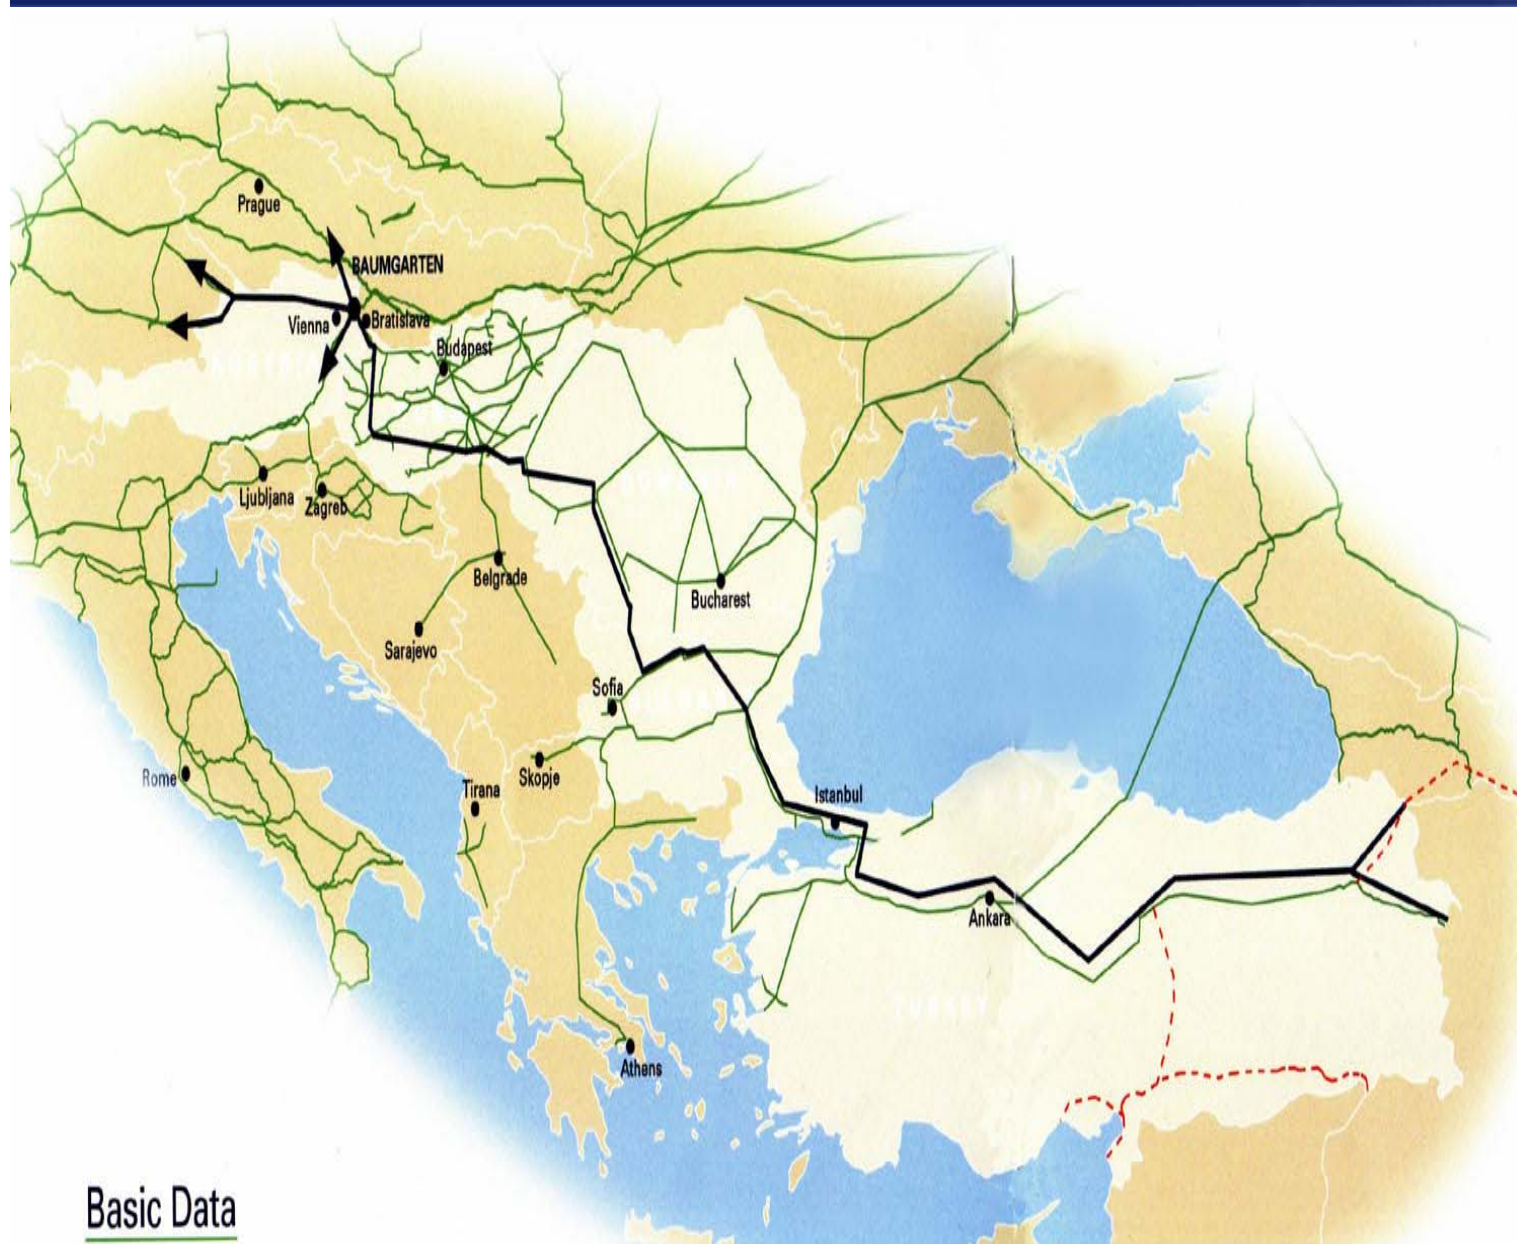 Prague
BAUMGARTEN
Vienna
Bratislava
Budapest
Ljubljana
Zagreb
Belgrade
Bucharest
Sarajevo
Sofia
Skopje
Rome
Tirana
Istanbul
Ankara
TURKEY
Athens
Basic Data